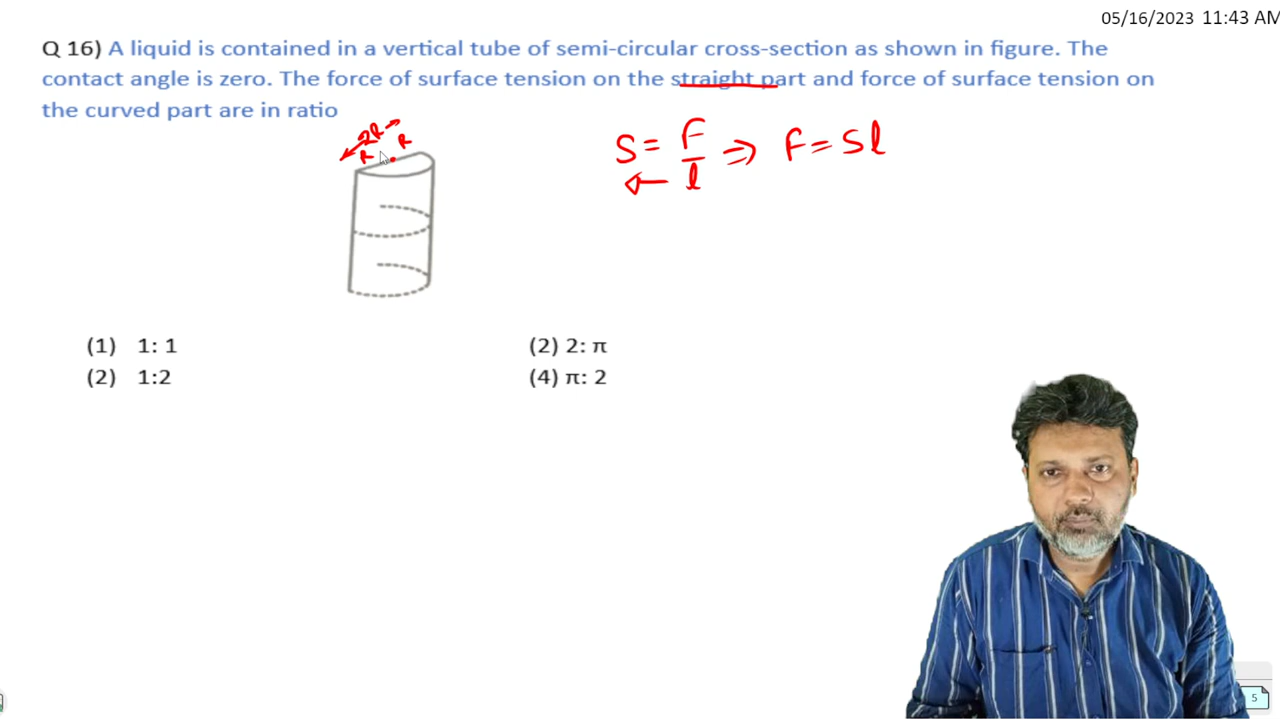 05/16/2023 11:43 AM
Q 16) A liquid is contained in a vertical tube of semi-circular cross-section as shown in figure. The
contact angle is zero. The force of surface tension on the straight part and force of surface tension on
the curved part are in ratio
2R
R R
S = F/l ⇒ F = Sl
(1) 1: 1 (2) 2: π
(2) 1:2 (4) π: 2
5